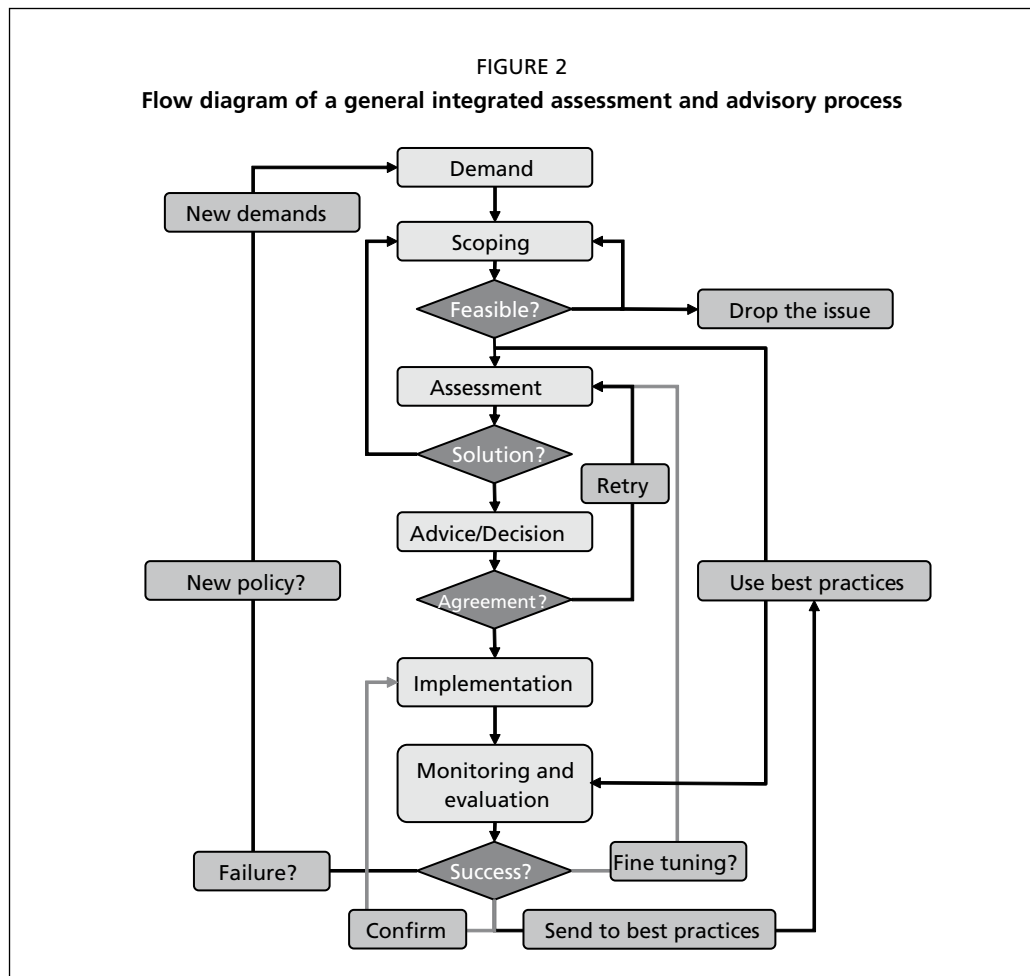 FIGURE 2
Flow diagram of a general integrated assessment and advisory process
Demand
New demands
Scoping
Feasible?
Drop the issue
Assessment
Solution?
Retry
Advice/Decision
New policy?
Use best practices
Agreement?
Implementation
Monitoring and
evaluation
Failure?
Success?
Fine tuning?
Confirm
Send to best practices